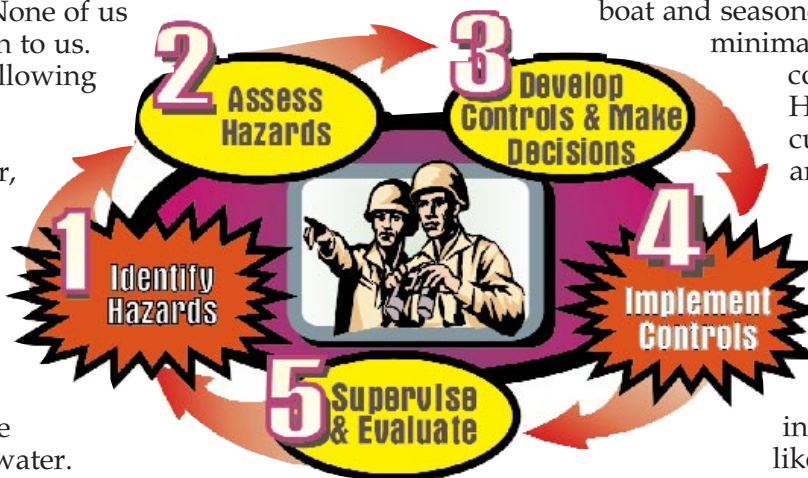 None of us
n to us.
llowing
r,
e
water.
1
Identify
Hazards
2
Assess
Hazards
3
Develop
Controls & Make
Decisions
4
Implement
Controls
5
Supervise
& Evaluate
boat and seasone
minima
co
H
cu
ar
in
like